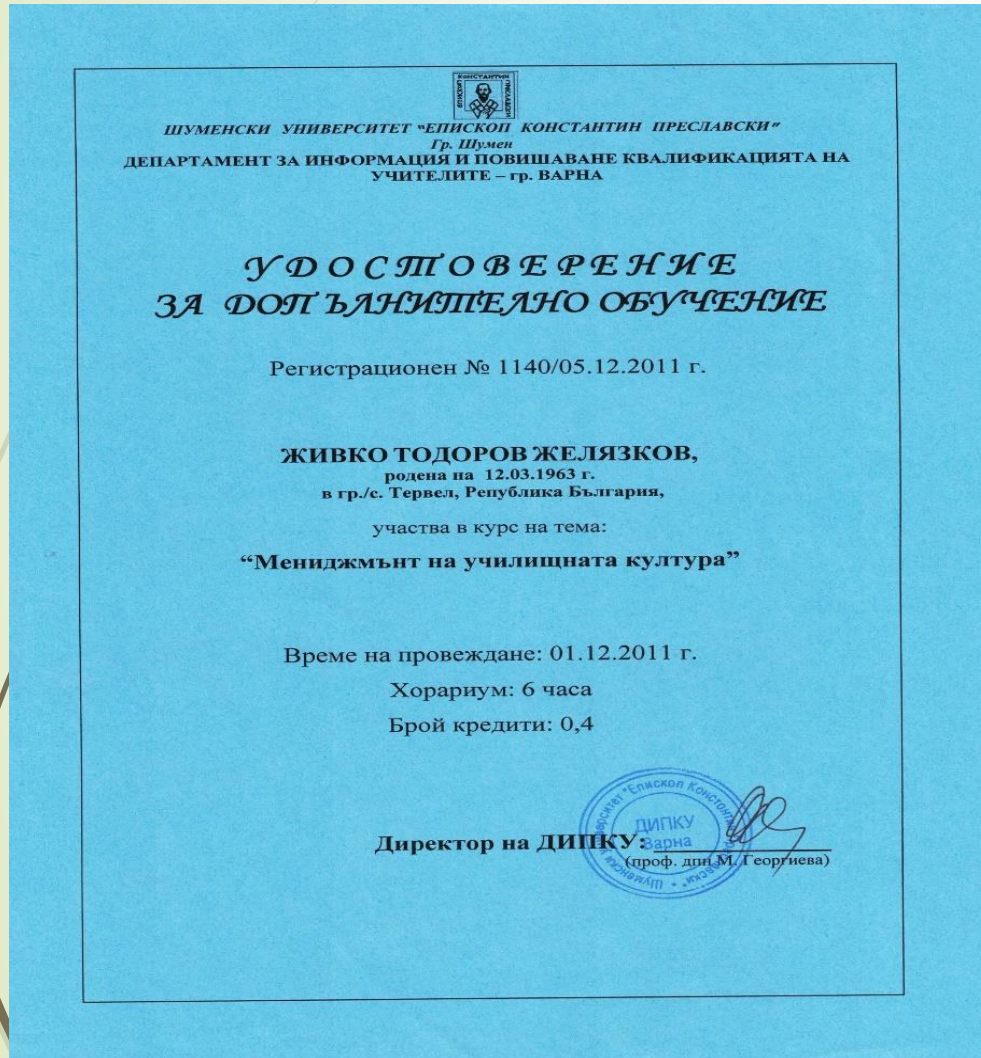 ШУМЕНСКИ УНИВЕРСИТЕТ "ЕПИСКОП КОНСТАНТИН ПРЕСЛАВСКИ"
Гр. Шумен
ДЕПАРТАМЕНТ ЗА ИНФОРМАЦИЯ И ПОВИШАВАНЕ КВАЛИФИКАЦИЯТА НА
УЧИТЕЛИТЕ – гр. ВАРНА
УДОСТОВЕРЕНИЕ
ЗА ДОПЪЛНИТЕЛНО ОБУЧЕНИЕ
Регистрационен № 1140/05.12.2011 г.
ЖИВКО ТОДОРОВ ЖЕЛЯЗКОВ,
родена на 12.03.1963 г.
в гр./с. Тервел, Република България,
участва в курс на тема:
“Мениджмънт на училищната култура”
Време на провеждане: 01.12.2011 г.
Хорариум: 6 часа
Брой кредити: 0,4
Директор на ДИПКУ:
(проф. дпн М. Георгиева)
ДИПКУ
Варна